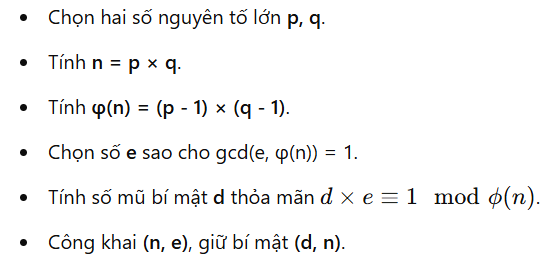 • Chọn hai số nguyên tố lớn p, q.
• Tính n = p × q.
• Tính φ(n) = (p - 1) × (q - 1).
• Chọn số e sao cho gcd(e, φ(n)) = 1.
• Tính số mũ bí mật d thỏa mãn d × e ≡ 1 mod ϕ(n).
• Công khai (n, e), giữ bí mật (d, n).